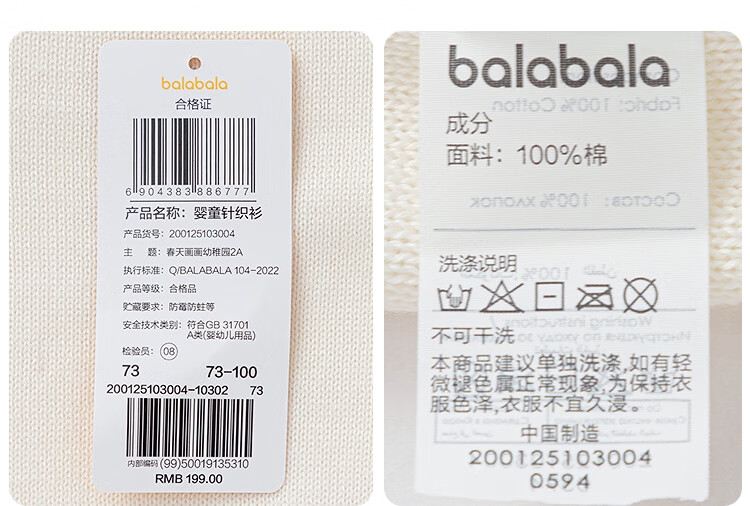 balabala
合格证
6904383886777
产品名称：婴童针织衫
产品货号：200125103004
主 题：春天画画幼稚园2A
执行标准：Q/BALABALA 104-2022
产品等级：合格品
贮藏要求：防霉防蛀等
安全技术类别：符合GB 31701
A类(婴幼儿用品)
检验员：08
73 73-100
200125103004-10302 73
内部编码 (99)50019135310
RMB 199.00
balabala
Fabric: 100% Cotton
成分
面料：100%棉
Состав: 100% хлопок
洗涤说明
Washing instructions
不可干洗
本商品建议单独洗涤,如有轻
微褪色属正常现象,为保持衣
服色泽,衣服不宜久浸。
中国制造
200125103004
0594